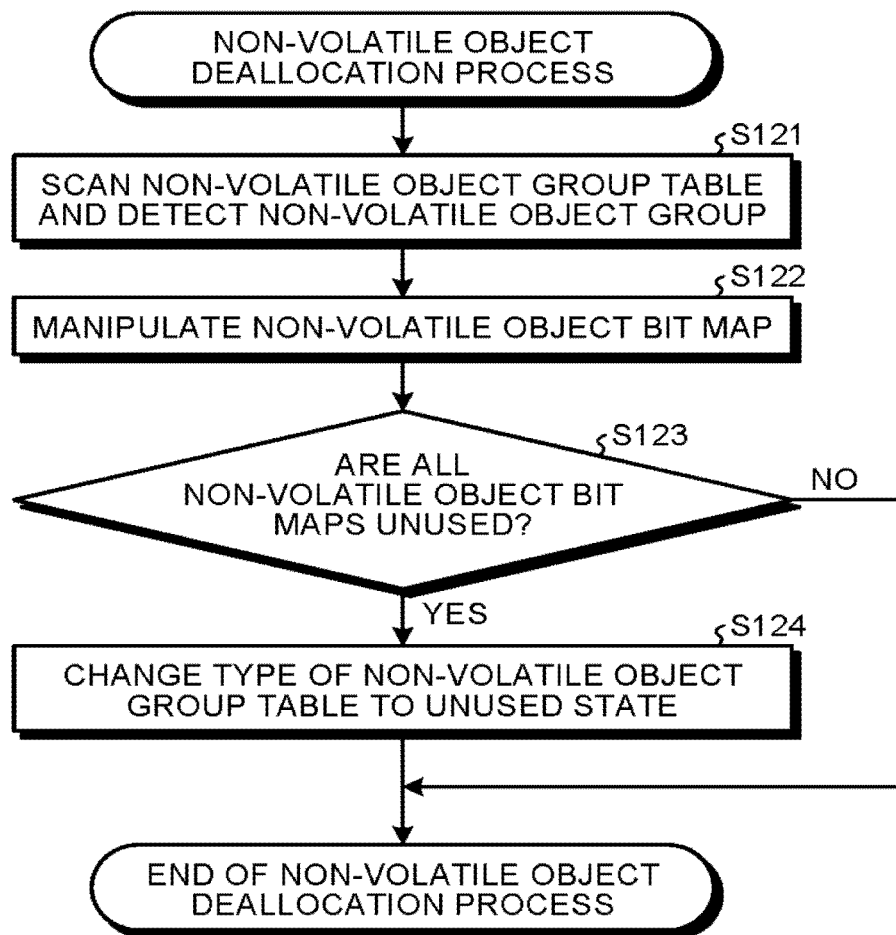 NON-VOLATILE OBJECT
DEALLOCATION PROCESS
S121
SCAN NON-VOLATILE OBJECT GROUP TABLE
AND DETECT NON-VOLATILE OBJECT GROUP
S122
MANIPULATE NON-VOLATILE OBJECT BIT MAP
S123
ARE ALL
NON-VOLATILE OBJECT BIT
MAPS UNUSED?
NO
YES
S124
CHANGE TYPE OF NON-VOLATILE OBJECT
GROUP TABLE TO UNUSED STATE
END OF NON-VOLATILE OBJECT
DEALLOCATION PROCESS